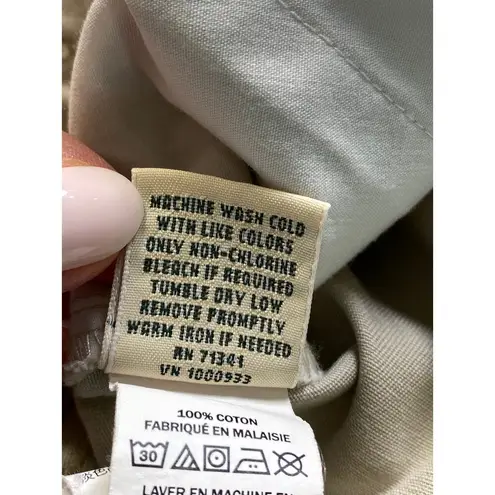 MACHINE WASH COLD
WITH LIKE COLORS
ONLY NON-CHLORINE
BLEACH IF REQUIRED
TUMBLE DRY LOW
REMOVE PROMPTLY
WARM IRON IF NEEDED
RN 71341
VN 1000933
100% COTON
FABRIQUÉ EN MALAISIE
30
LAVER EN MACHINE EN